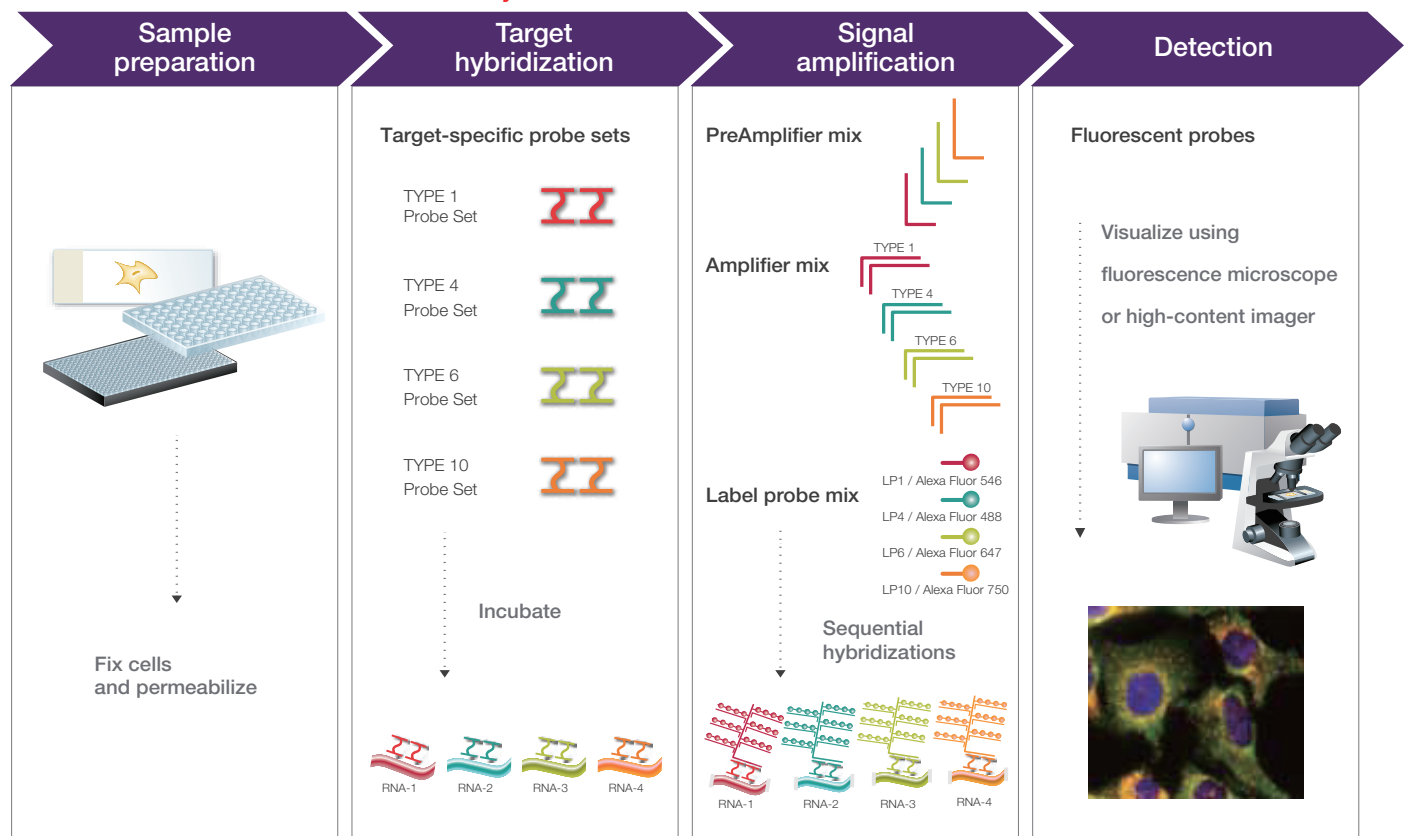 Sample
preparation
Target
hybridization
Signal
amplification
Detection
Fix cells
and permeabilize
Target-specific probe sets
TYPE 1
Probe Set
TYPE 4
Probe Set
TYPE 6
Probe Set
TYPE 10
Probe Set
Incubate
RNA-1
RNA-2
RNA-3
RNA-4
PreAmplifier mix
Amplifier mix
TYPE 1
TYPE 4
TYPE 6
TYPE 10
Label probe mix
LP1 / Alexa Fluor 546
LP4 / Alexa Fluor 488
LP6 / Alexa Fluor 647
LP10 / Alexa Fluor 750
Sequential
hybridizations
RNA-1
RNA-2
RNA-3
RNA-4
Fluorescent probes
Visualize using
fluorescence microscope
or high-content imager